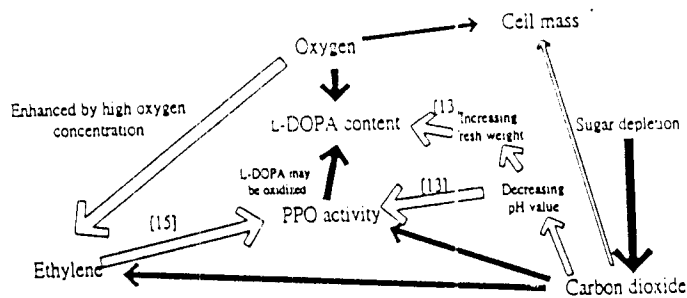 Cell mass
Oxygen
Enhanced by high oxygen
concentration
L-DOPA content
[13
Increasing
fresh weight
Sugar depletion
L-DOPA may
be oxidized
[13]
Decreasing
pH value
PPO activity
[15]
Ethylene
Carbon dioxide